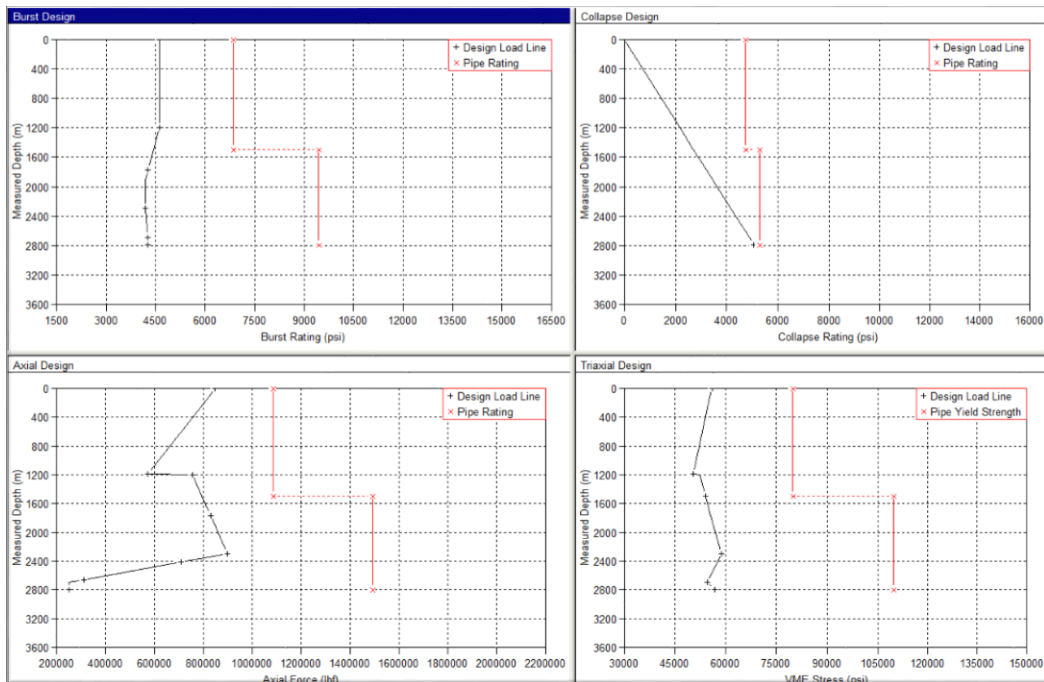 Burst Design
0
400
800
1200
1600
2000
2400
2800
3200
3600
Measured Depth (m)
+ Design Load Line
× Pipe Rating
1500 3000 4500 6000 7500 9000 10500 12000 13500 15000 16500
Burst Rating (psi)
Collapse Design
0
400
800
1200
1600
2000
2400
2800
3200
3600
Measured Depth (m)
+ Design Load Line
× Pipe Rating
0 2000 4000 6000 8000 10000 12000 14000 16000
Collapse Rating (psi)
Axial Design
0
400
800
1200
1600
2000
2400
2800
3200
3600
Measured Depth (m)
+ Design Load Line
× Pipe Rating
200000 400000 600000 800000 1000000 1200000 1400000 1600000 1800000 2000000 2200000
Axial Force (lbf)
Triaxial Design
0
400
800
1200
1600
2000
2400
2800
3200
3600
Measured Depth (m)
+ Design Load Line
× Pipe Yield Strength
30000 45000 60000 75000 90000 105000 120000 135000 150000
VME Stress (psi)